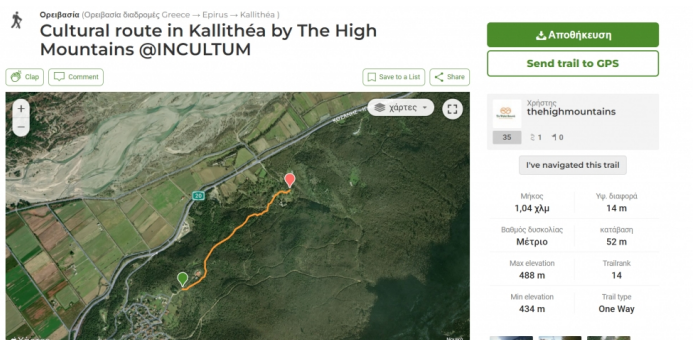 Ορειβασία (Ορειβασία διαδρομές Greece → Epirus → Kallithéa )
Cultural route in Kallithéa by The High
Mountains @INCULTUM
Clap
Comment
Save to a List
Share
χάρτες
+
−
20
Αποθήκευση
Send trail to GPS
Χρήστης
thehighmountains
35
1
0
I've navigated this trail
Μήκος
1,04 χλμ
Υψ. διαφορά
14 m
Βαθμός δυσκολίας
Μέτριο
κατάβαση
52 m
Max elevation
488 m
Trailrank
14
Min elevation
434 m
Trail type
One Way